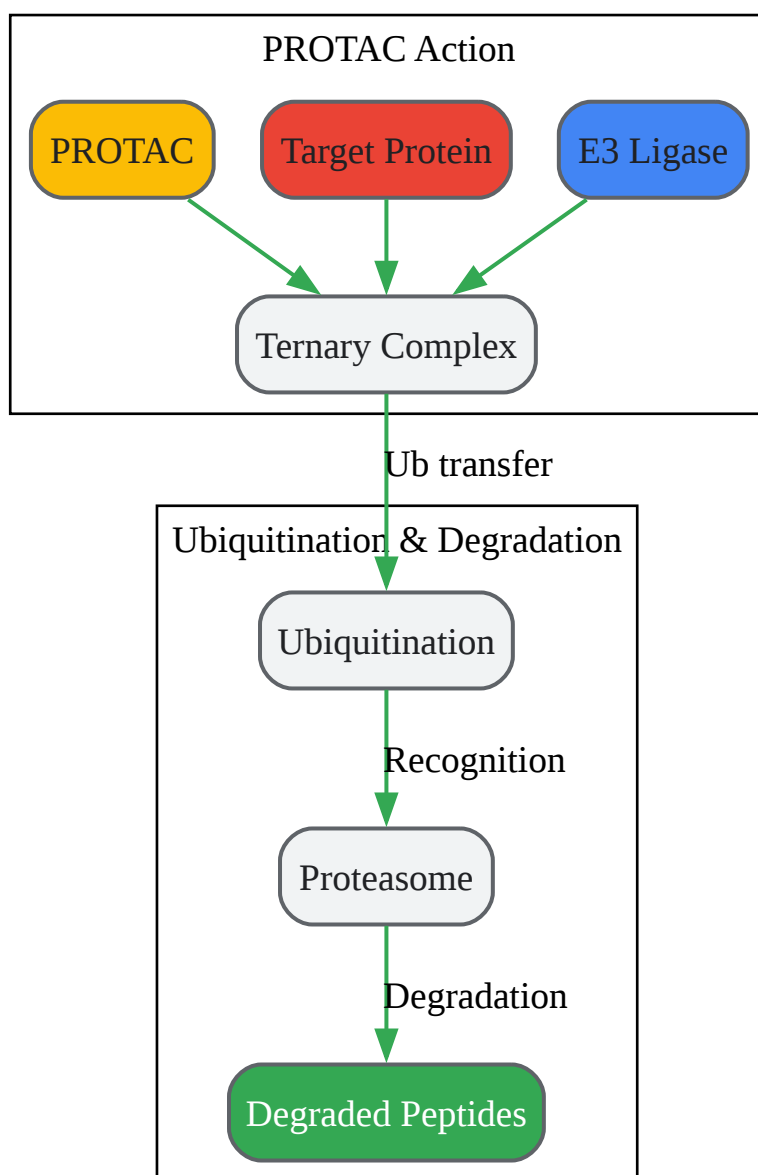 PROTAC Action
PROTAC
Target Protein
E3 Ligase
Ternary Complex
Ub transfer
Ubiquitination & Degradation
Ubiquitination
Recognition
Proteasome
Degradation
Degraded Peptides